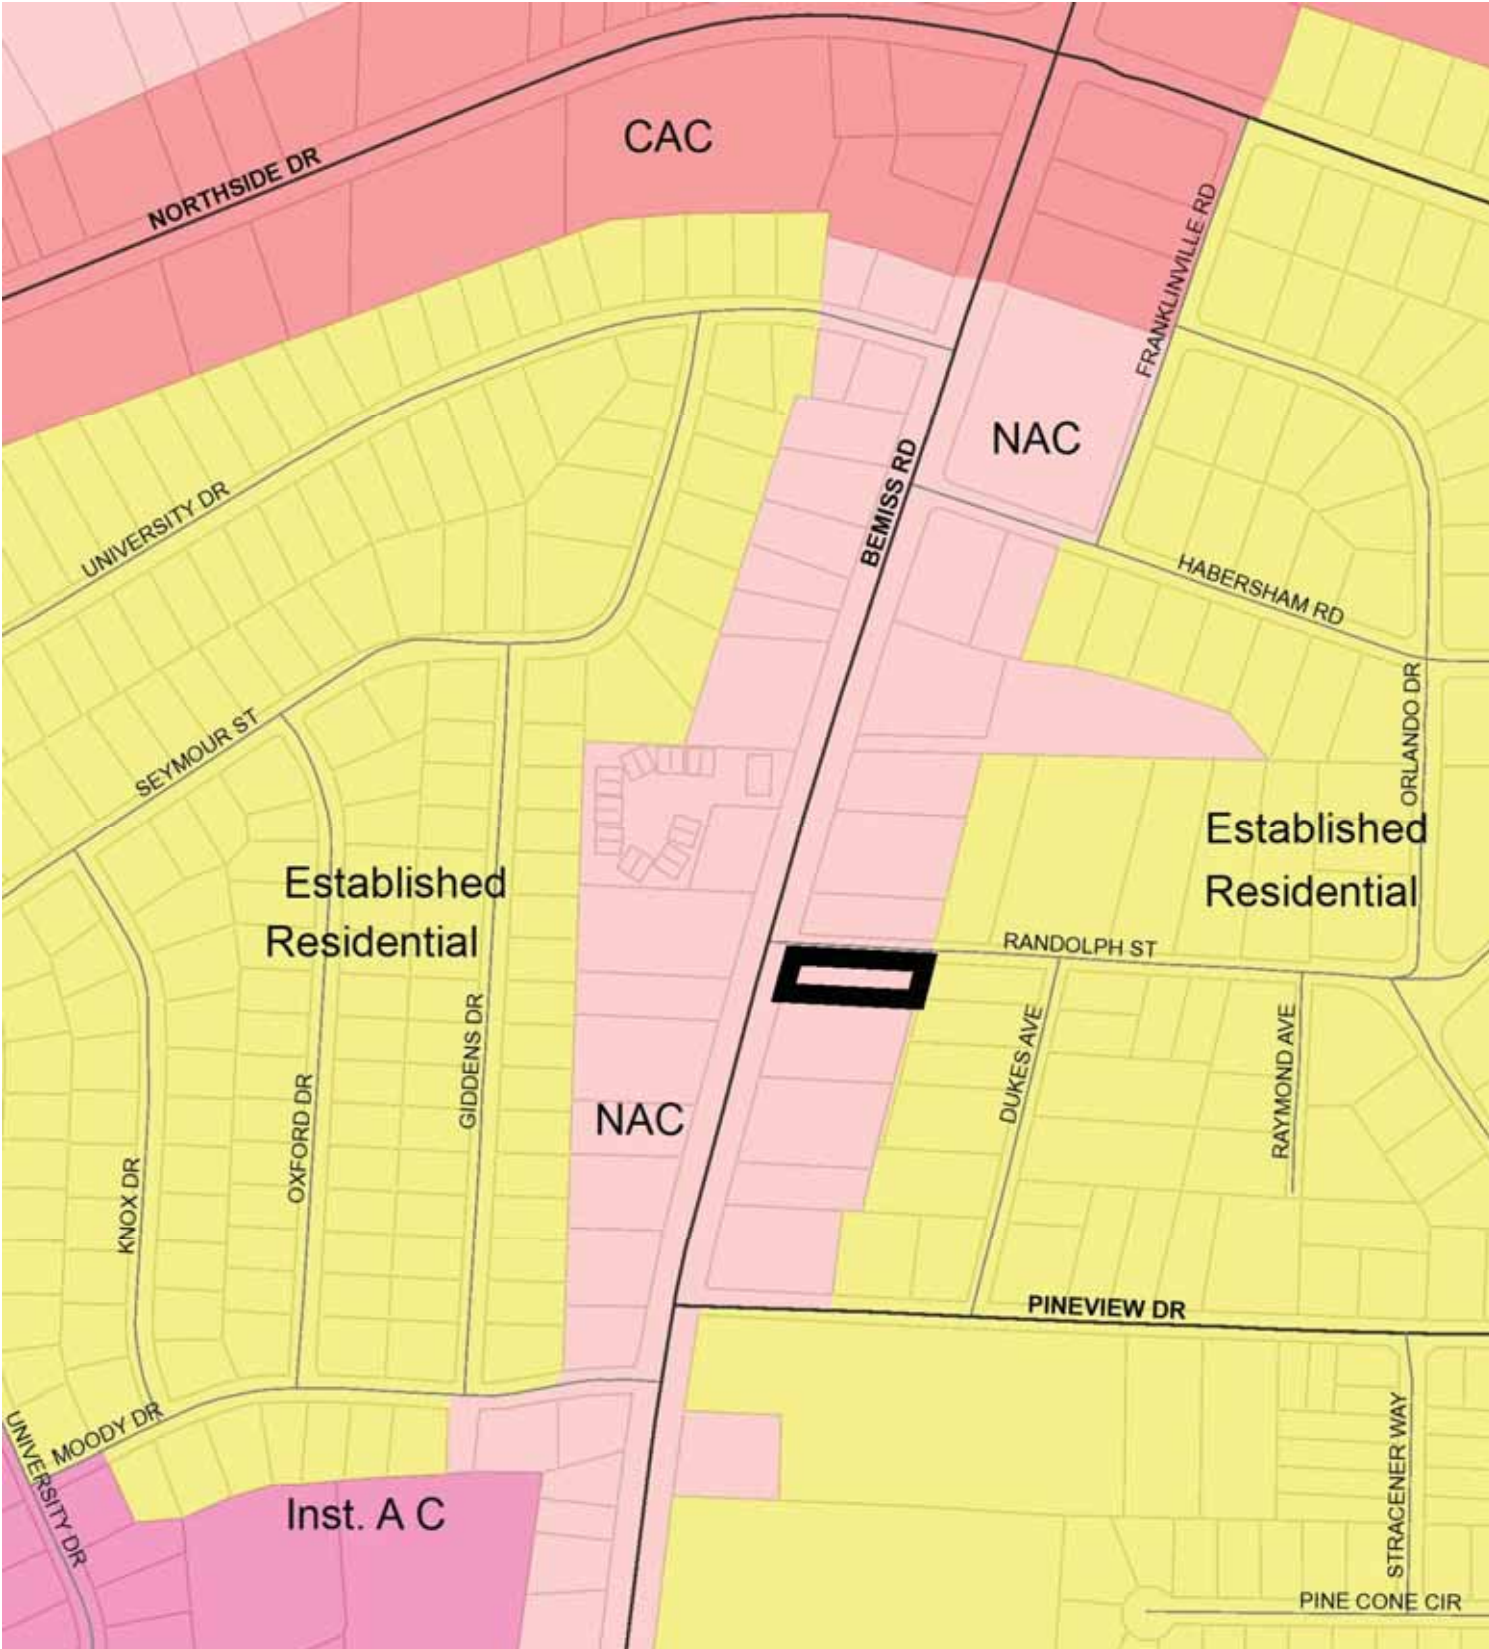 CAC
NORTHSIDE DR
FRANKLINVILLE RD
NAC
BEMISS RD
UNIVERSITY DR
HABERSHAM RD
ORLANDO DR
SEYMOUR ST
Established
Residential
Established
Residential
RANDOLPH ST
GIDDENS DR
DUKES AVE
RAYMOND AVE
OXFORD DR
NAC
KNOX DR
PINEVIEW DR
MOODY DR
UNIVERSITY DR
Inst. A C
STRACENER WAY
PINE CONE CIR